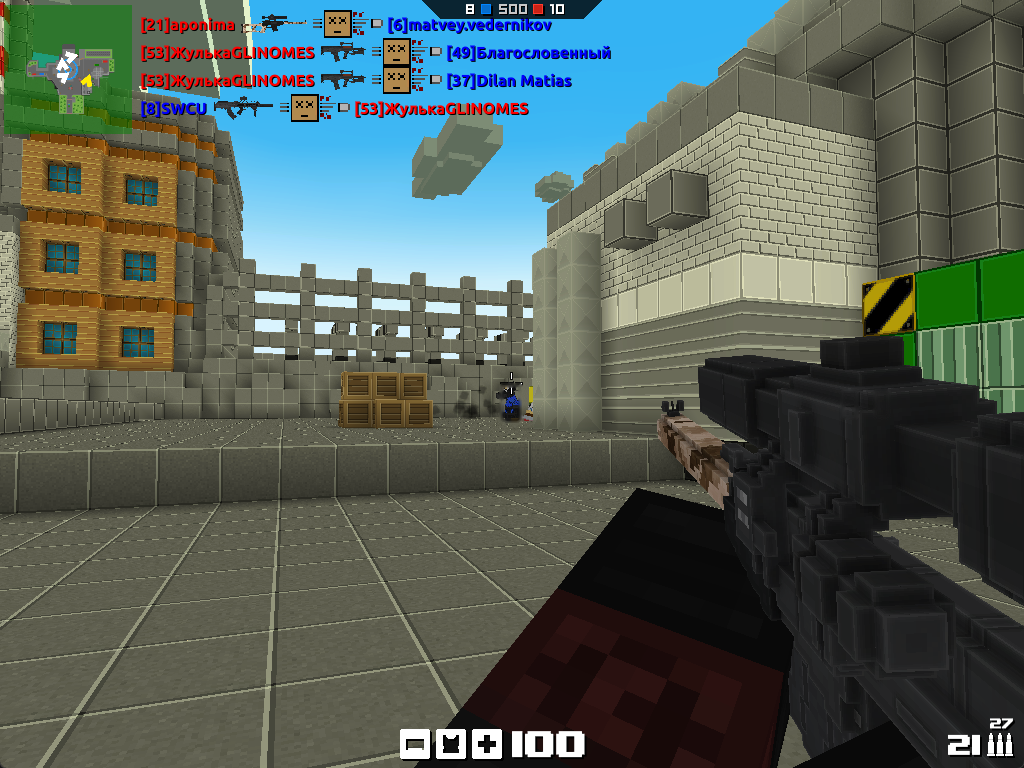 8 500 10
[21]aponima [6]matvey.vedernikov
[53]ЖулькаGLINOMES [49]Благословенный
[53]ЖулькаGLINOMES [37]Dilan Matias
[8]SWCU [53]ЖулькаGLINOMES
27
100 21